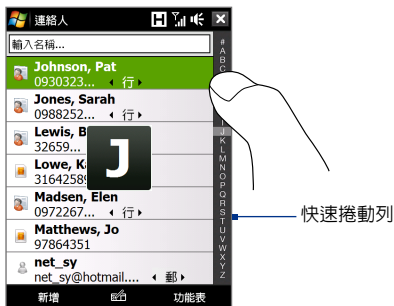 連絡人 H
輸入名稱...
Johnson, Pat
0930323... 行
Jones, Sarah
0988252... 行
Lewis, B
32659...
Lowe, K
3164258
Madsen, Elen
0972267... 行
Matthews, Jo
97864351
net_sy
net_sy@hotmail.... 郵
J
#
A
B
C
I
J
K
L
M
N
O
P
Q
R
S
T
U
V
W
X
Y
Z
快速捲動列
新增 功能表